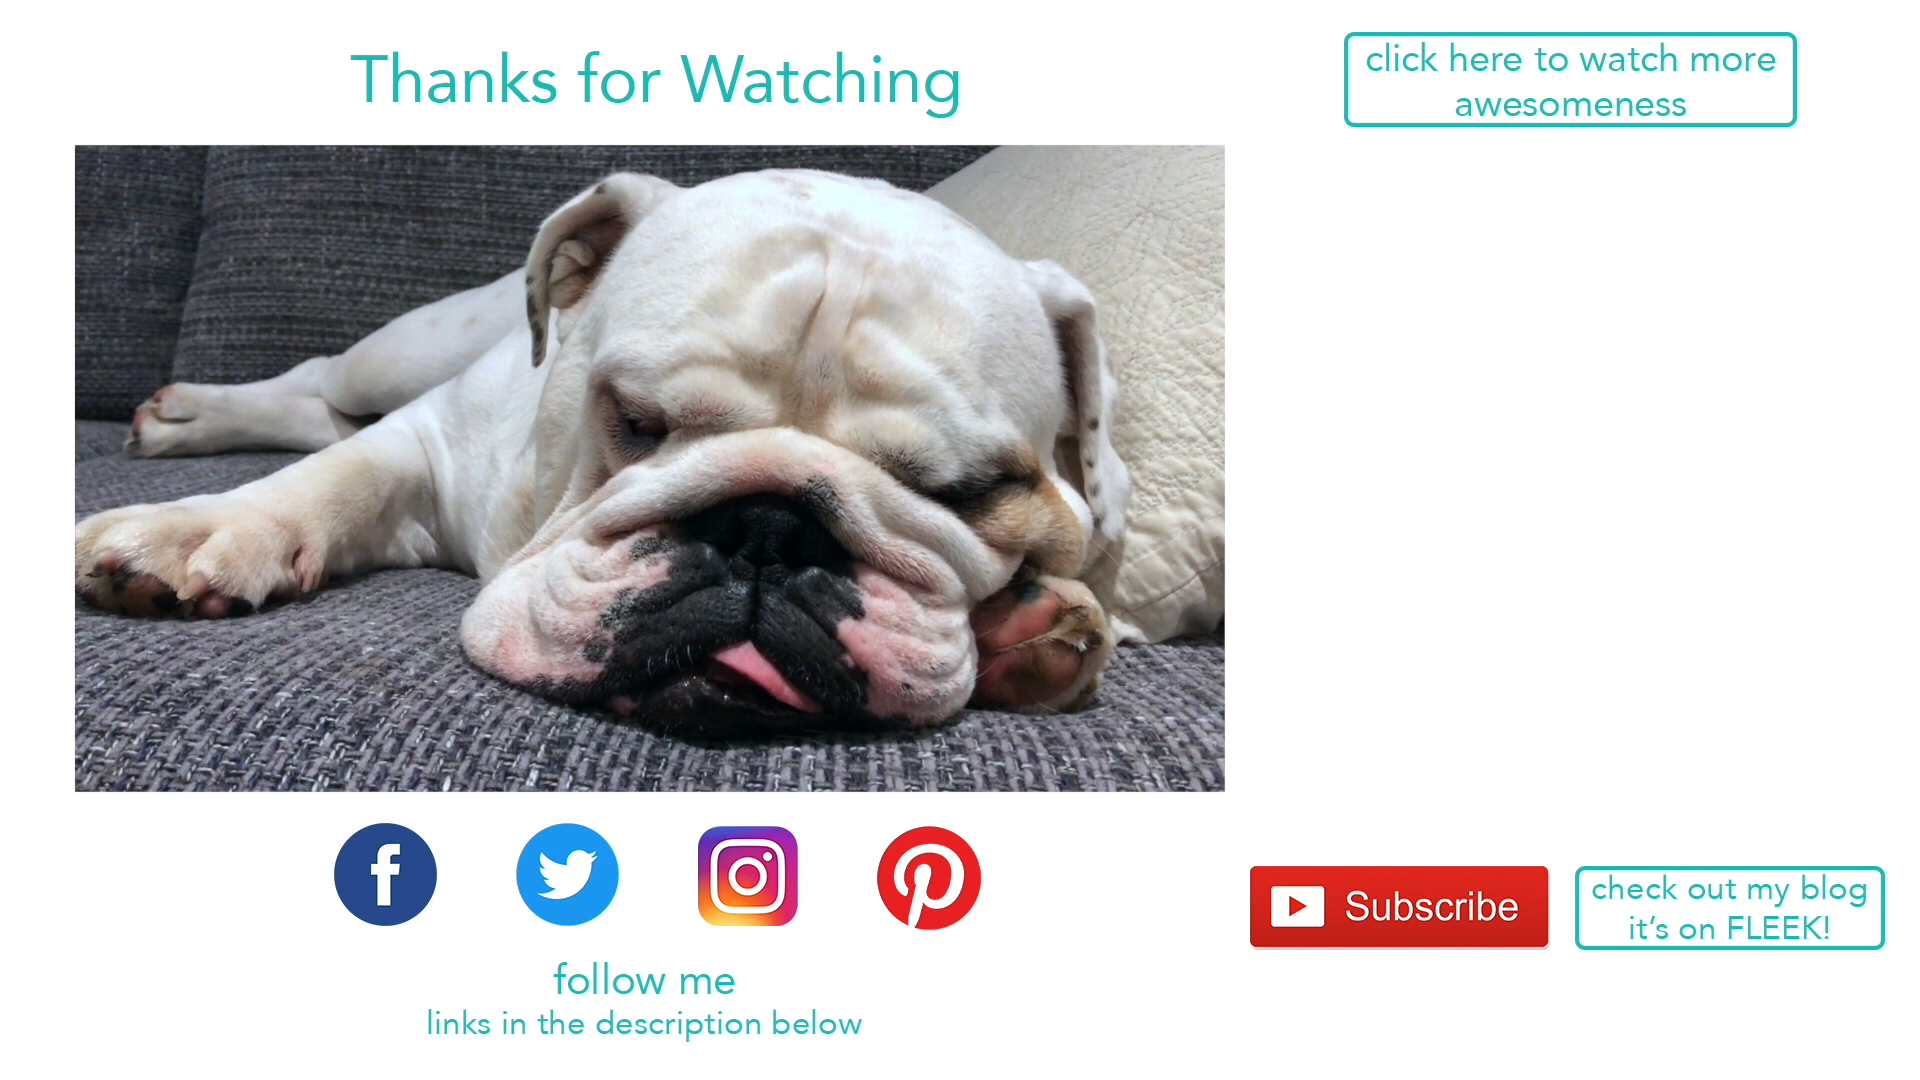 Thanks for Watching
click here to watch more
awesomeness
Subscribe
check out my blog
it's on FLEEK!
follow me
links in the description below